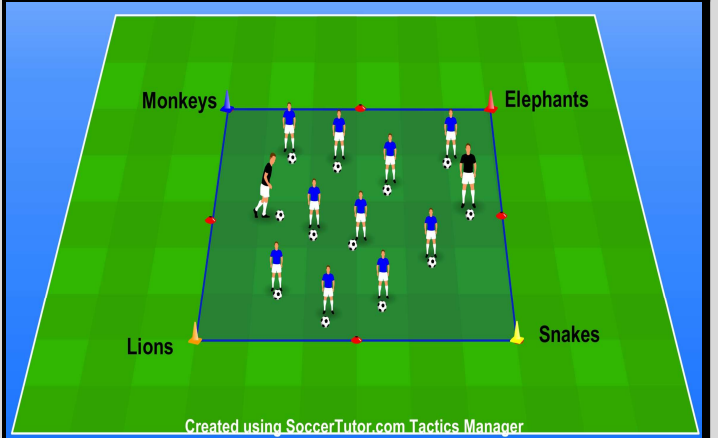 Monkeys
Elephants
Lions
Snakes
Created using SoccerTutor.com Tactics Manager